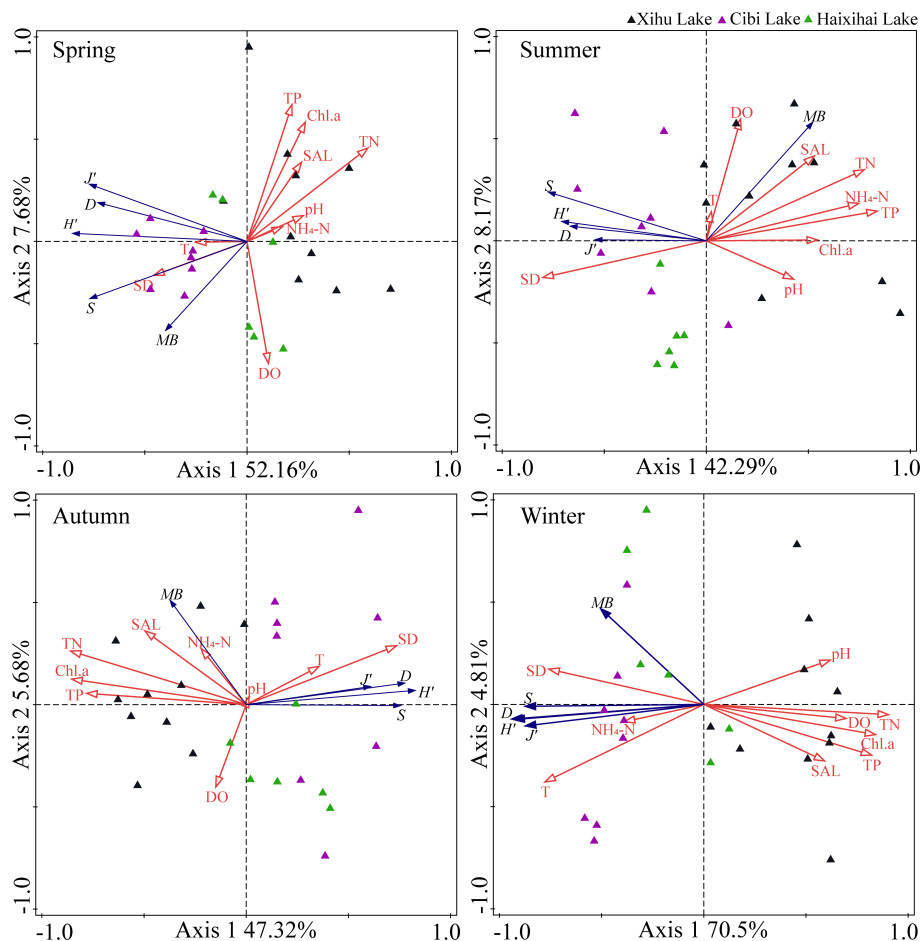 Xihu Lake Cibi Lake Haixihai Lake
Spring
1.0
TP
Chl.a
TN
SAL
J'
D
pH
H'
NH₄-N
T
SD
S
MB
DO
Axis 2 7.68%
-1.0
-1.0 Axis 1 52.16% 1.0
Summer
1.0
DO
MB
SAL
TN
S
T
NH₄-N
TP
H'
D
J'
Chl.a
SD
pH
Axis 2 8.17%
-1.0
-1.0 Axis 1 42.29% 1.0
Autumn
1.0
MB
SAL
NH₄-N
TN
SD
T
Chl.a
TP
pH
J'
D
H'
S
DO
Axis 2 5.68%
-1.0
-1.0 Axis 1 47.32% 1.0
Winter
1.0
MB
pH
SD
S
D
H'
J'
NH₄-N
DO
TN
Chl.a
TP
SAL
T
Axis 2 4.81%
-1.0
-1.0 Axis 1 70.5% 1.0